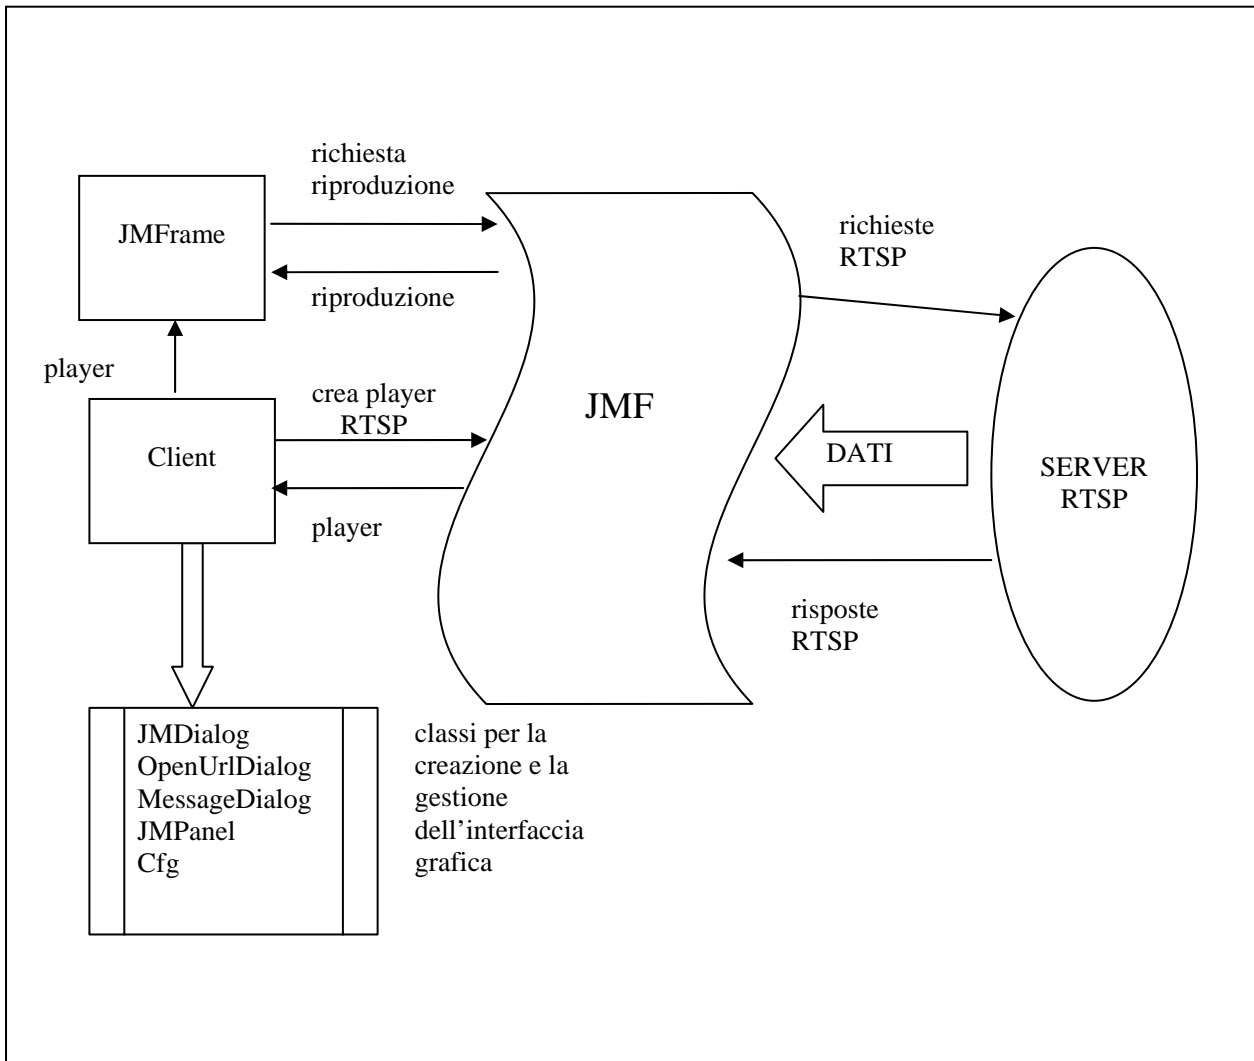 richiesta
riproduzione
JMFrame
riproduzione
richieste
RTSP
player
crea player
RTSP
Client
player
JMF
DATI
SERVER
RTSP
risposte
RTSP
JMDialog
OpenUrlDialog
MessageDialog
JMPanel
Cfg
classi per la
creazione e la
gestione
dell’interfaccia
grafica